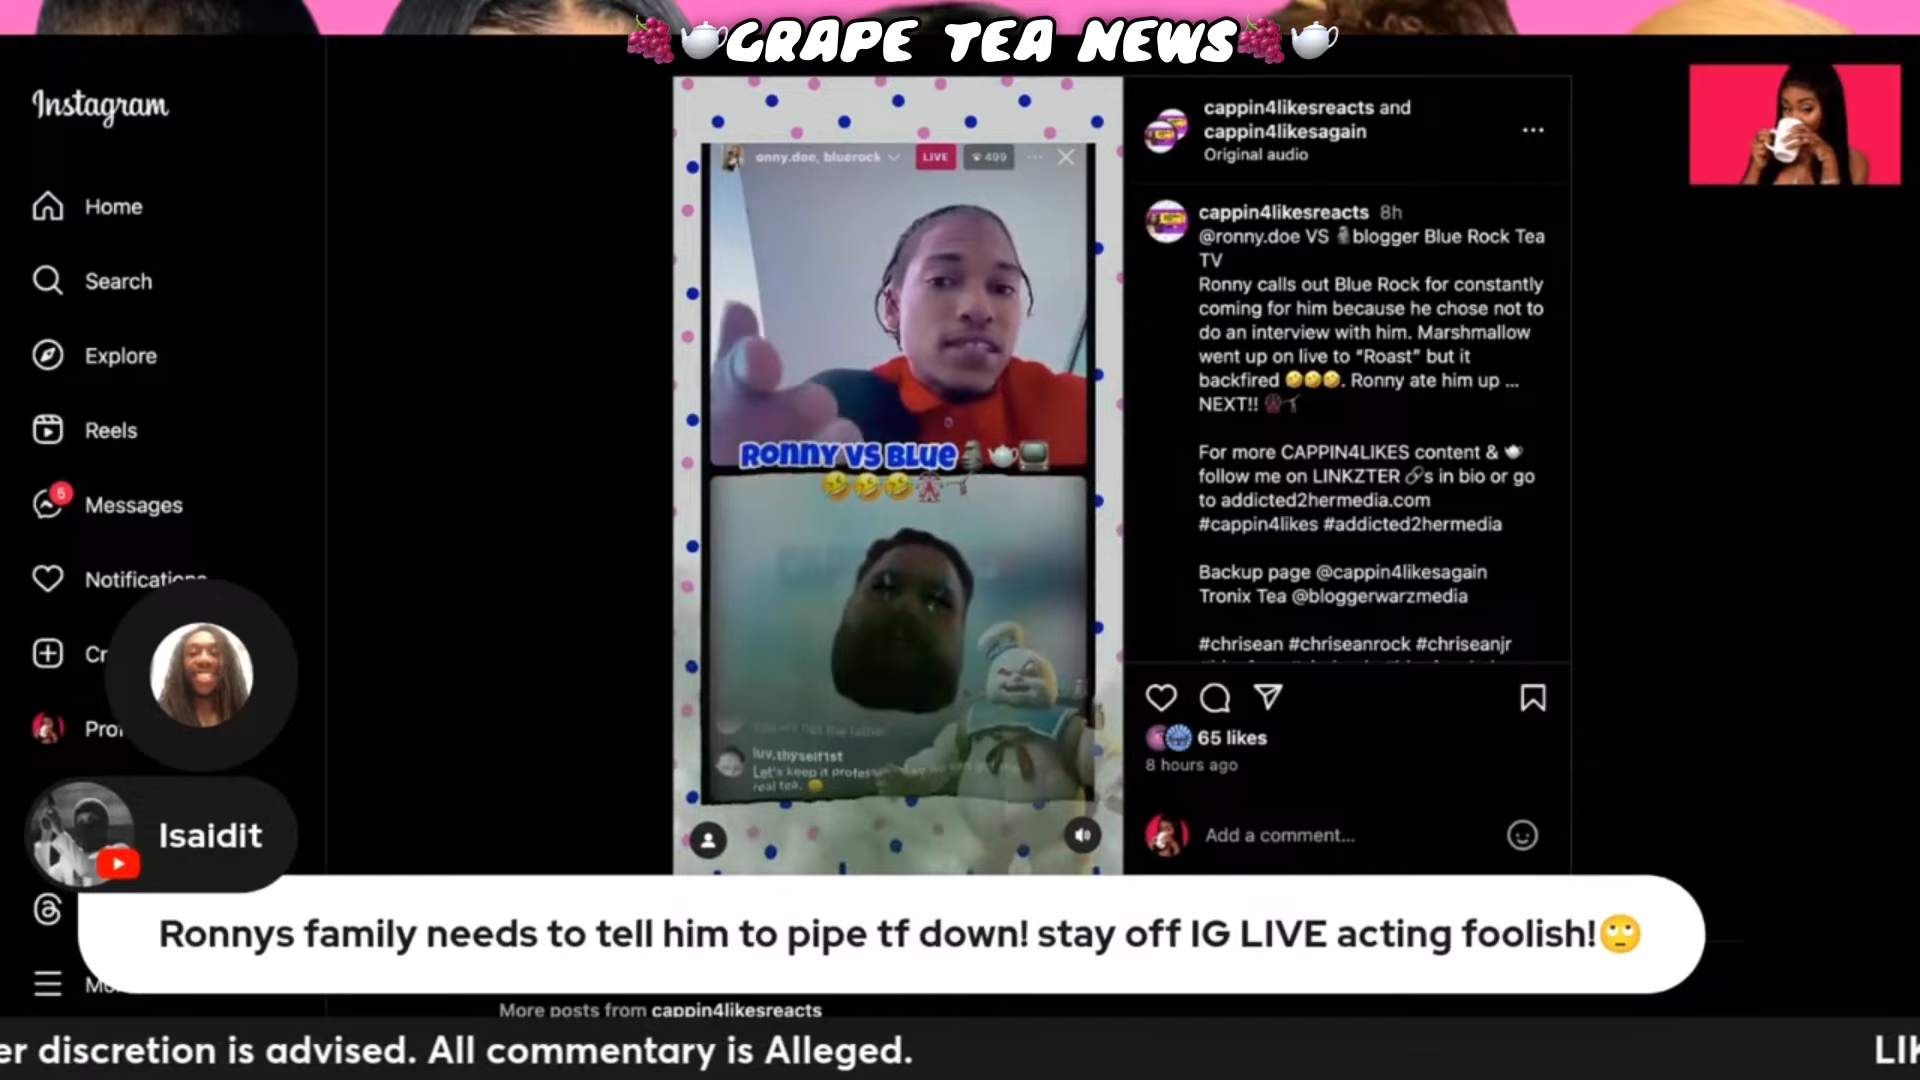 GRAPE TEA NEWS
Instagram
Home
Search
Explore
Reels
5
Messages
Notifications
Cr
Pro
onny.doe, bluerock
LIVE
499
RONNY VS BLUE
luv.thyself1st
Let's keep it profess
real tea.
cappin4likesreacts and
cappin4likesagain
Original audio
cappin4likesreacts 8h
@ronny.doe VS 🗿blogger Blue Rock Tea
TV
Ronny calls out Blue Rock for constantly
coming for him because he chose not to
do an interview with him. Marshmallow
went up on live to “Roast” but it
backfired 🤣🤣🤣. Ronny ate him up ...
NEXT!!
For more CAPPIN4LIKES content & 🫖
follow me on LINKZTER 🔗s in bio or go
to addicted2hermedia.com
#cappin4likes #addicted2hermedia
Backup page @cappin4likesagain
Tronix Tea @bloggerwarzmedia
#chrisean #chriseanrock #chriseanjr
65 likes
8 hours ago
Add a comment...
Isaidit
Ronnys family needs to tell him to pipe tf down! stay off IG LIVE acting foolish!🙄
Mo
More posts from cappin4likesreacts
er discretion is advised. All commentary is Alleged.
LIK